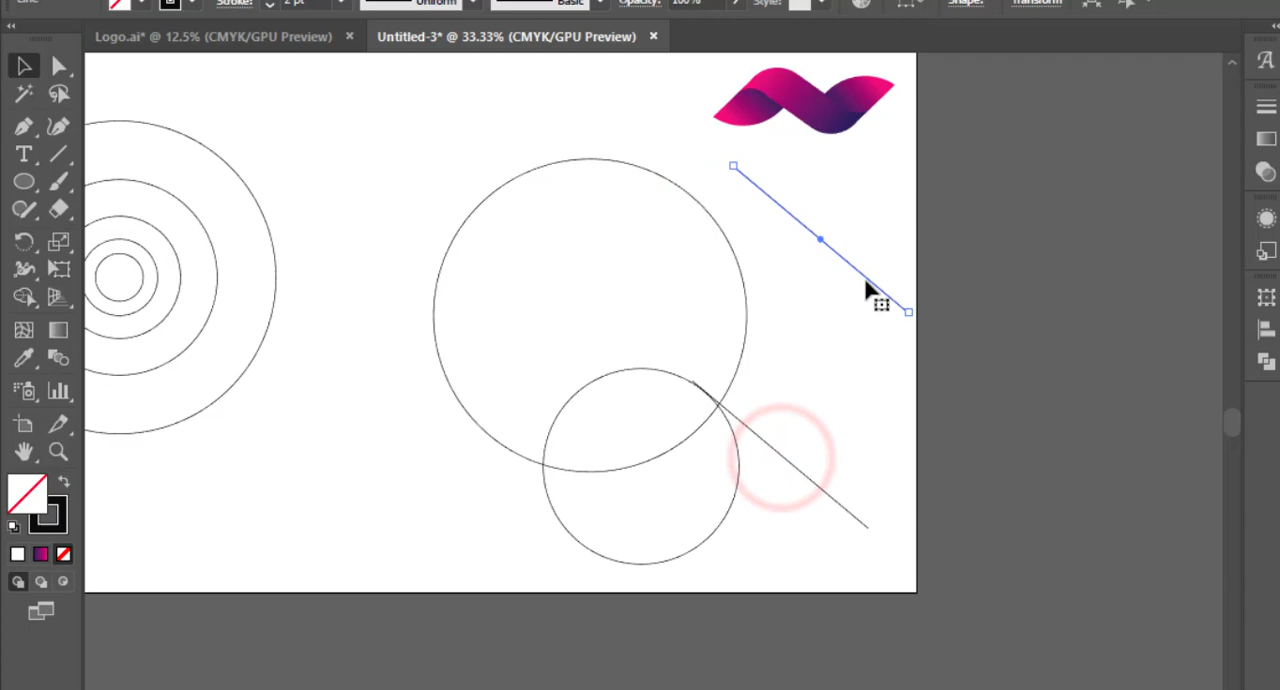 Stroke: 2 pt Uniform Basic Opacity: 100% Style: Shape: Transform
Logo.ai* @ 12.5% (CMYK/GPU Preview) × Untitled-3* @ 33.33% (CMYK/GPU Preview) ×